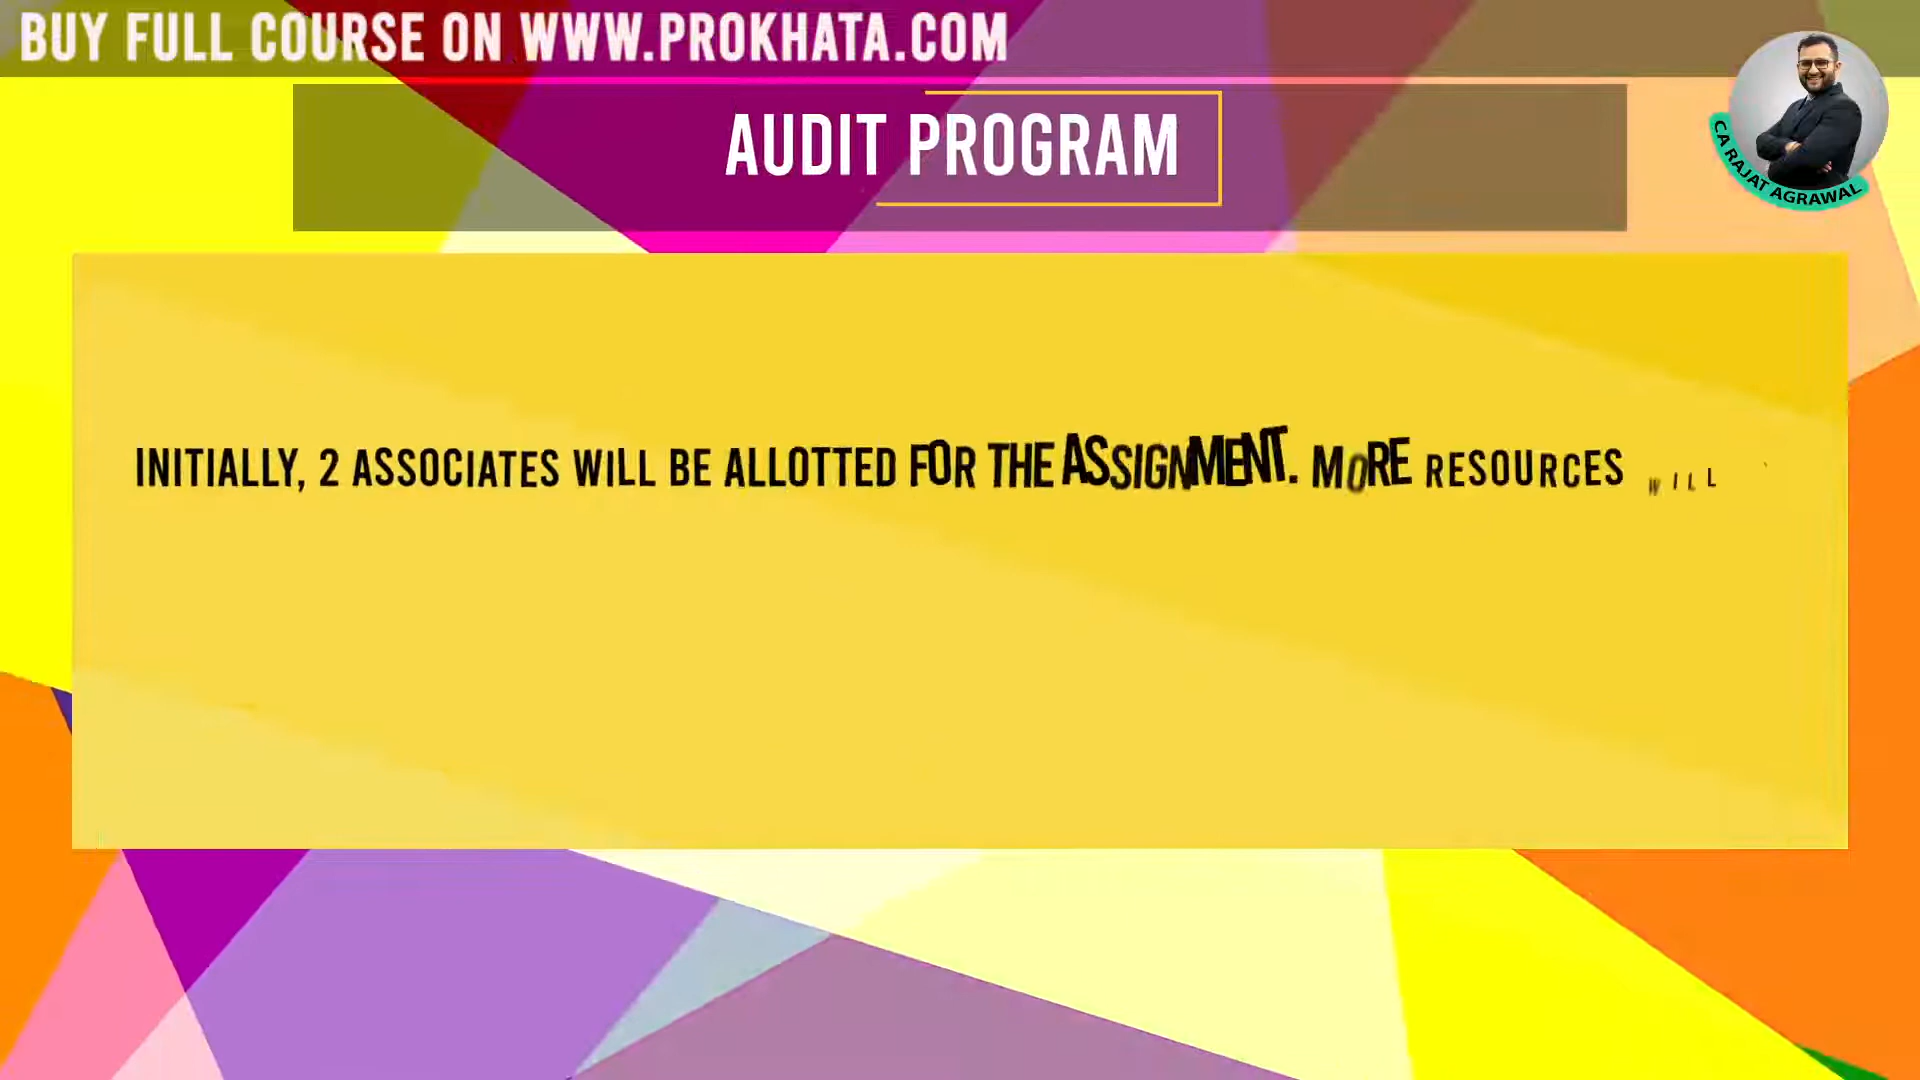 BUY FULL COURSE ON WWW.PROKHATA.COM
AUDIT PROGRAM
CA RAJAT AGRAWAL
INITIALLY, 2 ASSOCIATES WILL BE ALLOTTED FOR THE ASSIGNMENT. MORE RESOURCES WILL